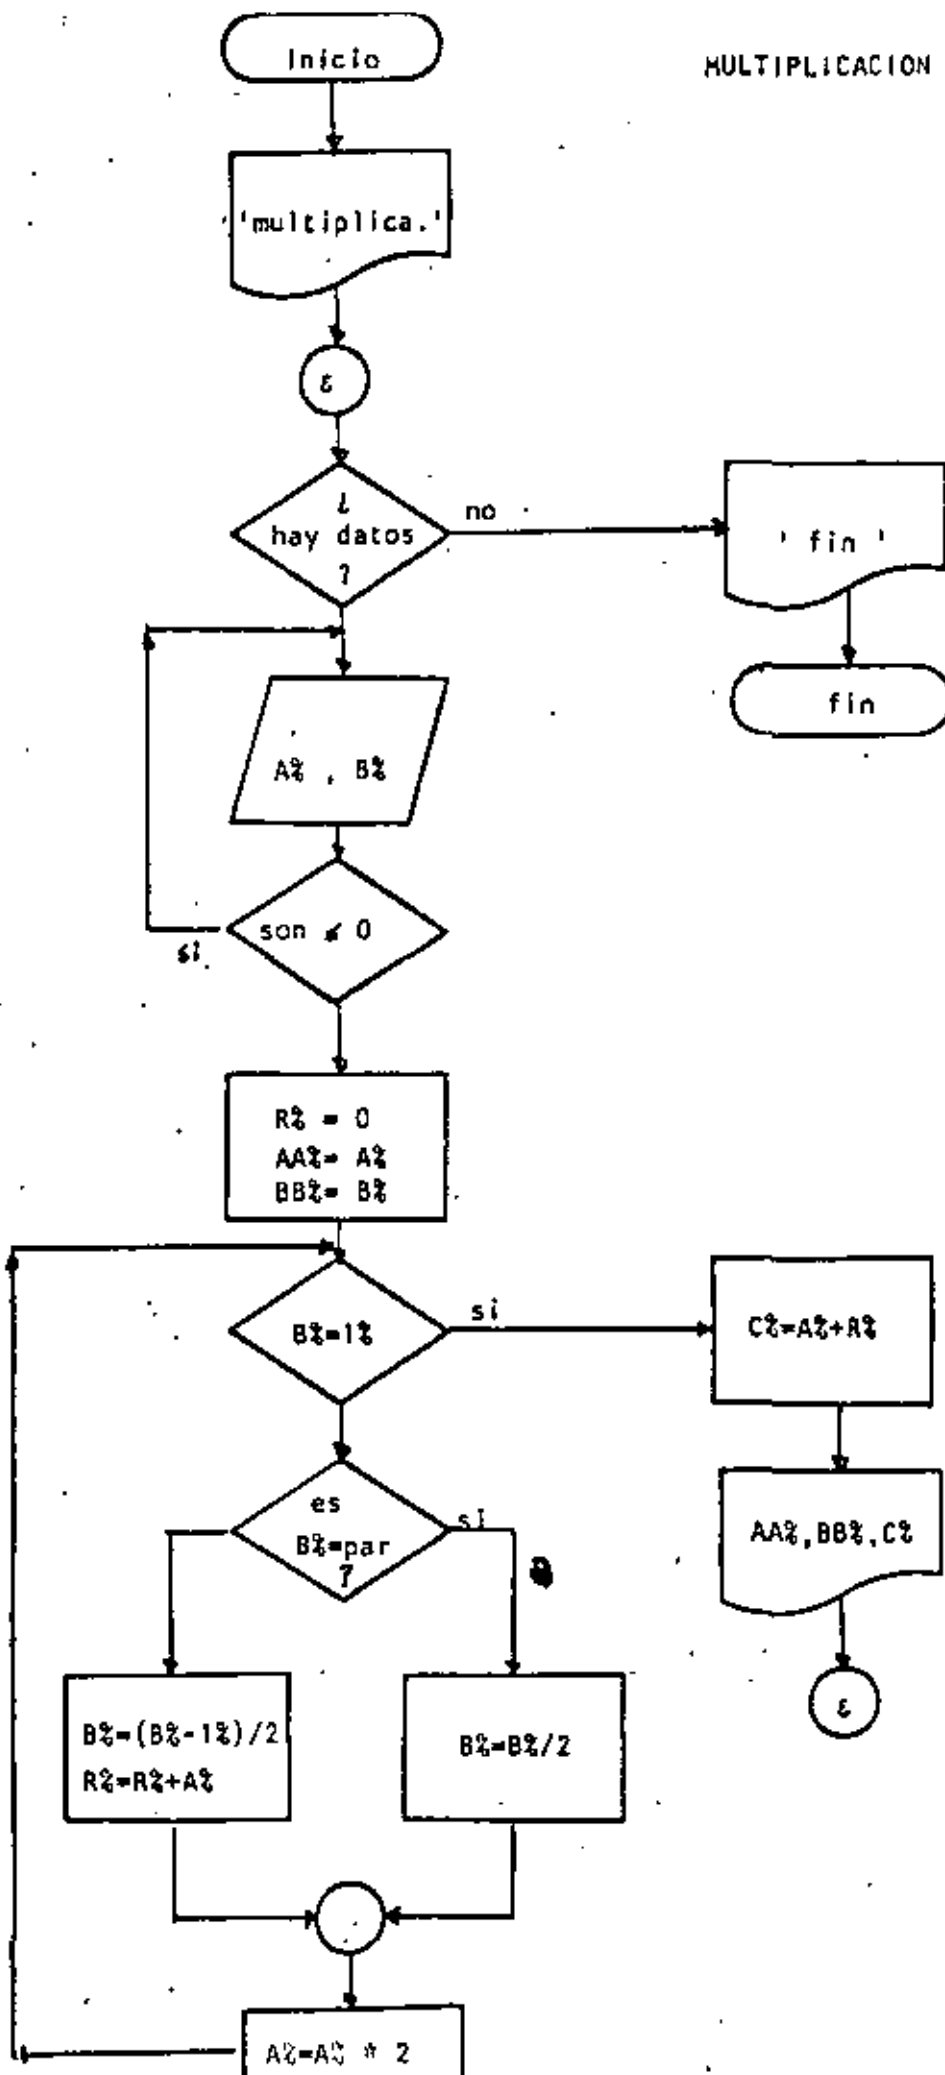 Inicio
MULTIPLICACION
'multiplica.'
ε
¿
hay datos
?
no
' fin '
fin
A% , B%
son < 0
si
R% = 0
AA%= A%
BB%= B%
B%=1%
si
C%=A%+R%
es
B%=par
?
si
AA%,BB%,C%
ε
B%=(B%-1%)/2
R%=R%+A%
B%=B%/2
A%=A% * 2